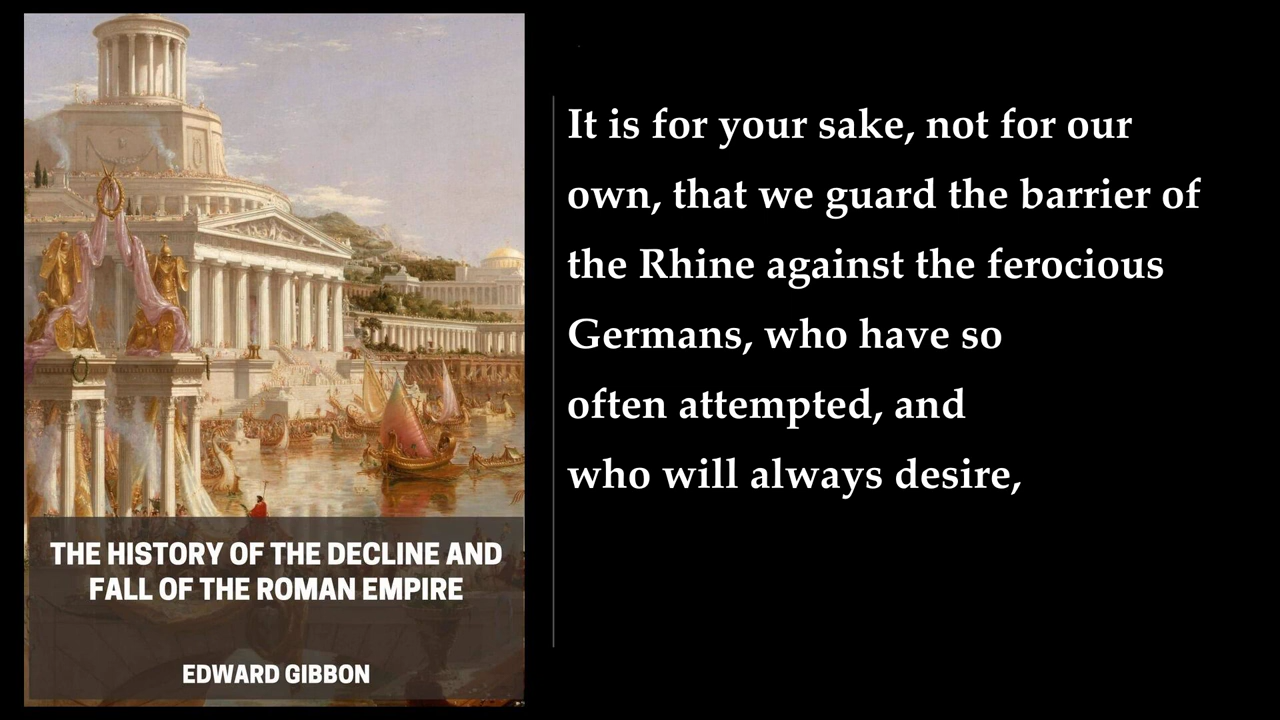 THE HISTORY OF THE DECLINE AND
FALL OF THE ROMAN EMPIRE
EDWARD GIBBON
It is for your sake, not for our
own, that we guard the barrier of
the Rhine against the ferocious
Germans, who have so
often attempted, and
who will always desire,